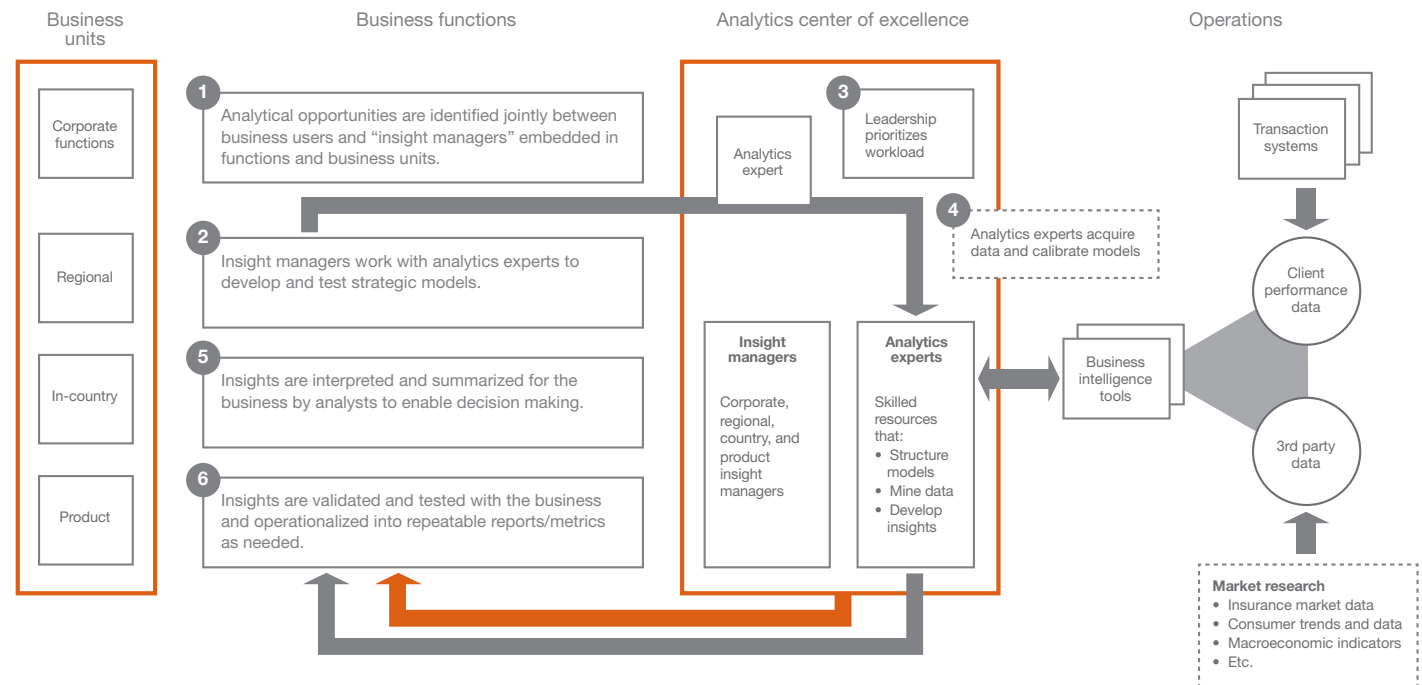 Business
units
Business functions
Analytics center of excellence
Operations
Corporate
functions
Regional
In-country
Product
1
Analytical opportunities are identified jointly between
business users and “insight managers” embedded in
functions and business units.
2
Insight managers work with analytics experts to
develop and test strategic models.
5
Insights are interpreted and summarized for the
business by analysts to enable decision making.
6
Insights are validated and tested with the business
and operationalized into repeatable reports/metrics
as needed.
Analytics
expert
3
Leadership
prioritizes
workload
4
Analytics experts acquire
data and calibrate models
Insight
managers
Corporate,
regional,
country, and
product
insight
managers
Analytics
experts
Skilled
resources
that:
• Structure
models
• Mine data
• Develop
insights
Business
intelligence
tools
Transaction
systems
Client
performance
data
3rd party
data
Market research
• Insurance market data
• Consumer trends and data
• Macroeconomic indicators
• Etc.